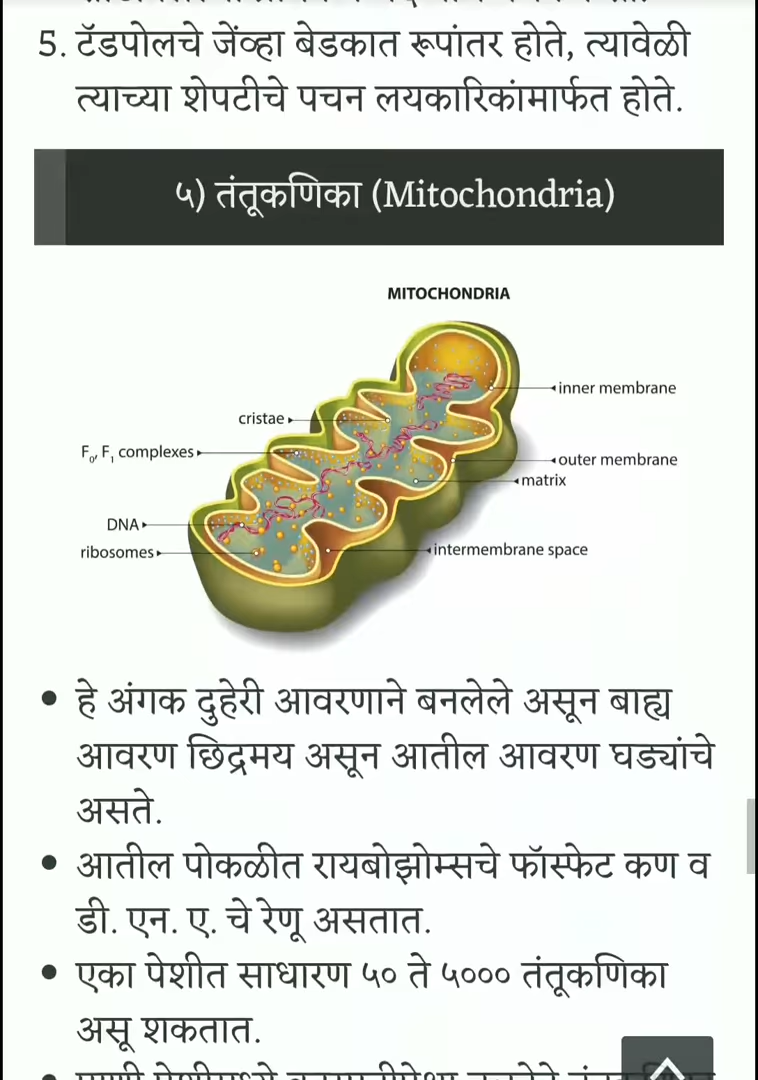 5. टॅडपोलचे जेंव्हा बेडकात रूपांतर होते, त्यावेळी
त्याच्या शेपटीचे पचन लयकारिकांमार्फत होते.
५) तंतूकणिका (Mitochondria)
MITOCHONDRIA
inner membrane
cristae
F₀, F₁ complexes
outer membrane
matrix
DNA
ribosomes
intermembrane space
• हे अंगक दुहेरी आवरणाने बनलेले असून बाह्य
आवरण छिद्रमय असून आतील आवरण घड्यांचे
असते.
• आतील पोकळीत रायबोझोम्सचे फॉस्फेट कण व
डी. एन. ए. चे रेणू असतात.
• एका पेशीत साधारण ५० ते ५००० तंतूकणिका
असू शकतात.